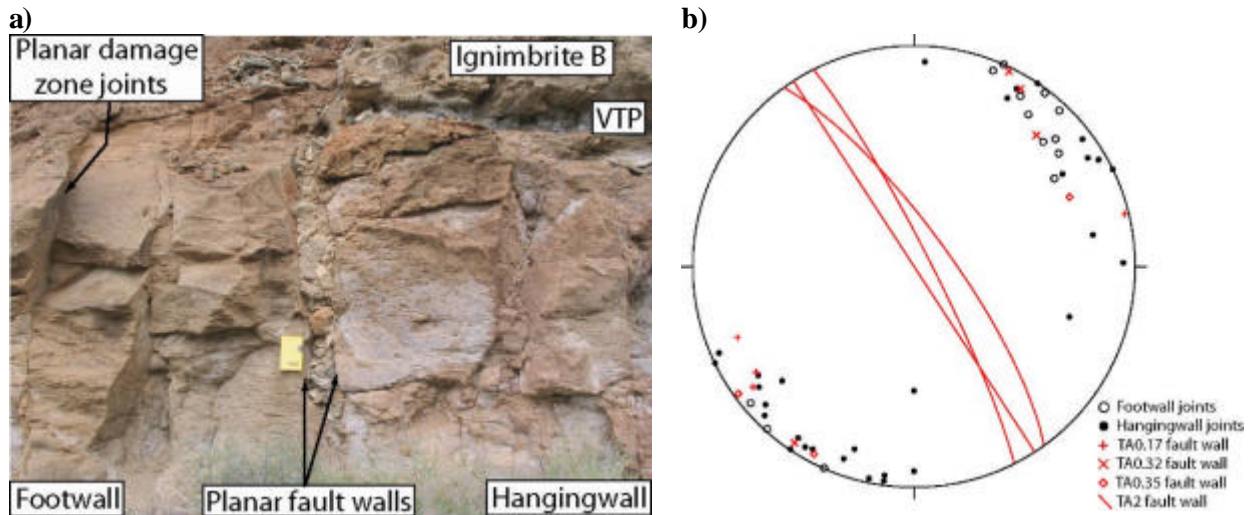 a)
Planar damage
zone joints
Ignimbrite B
VTP
Footwall
Planar fault walls
Hangingwall
b)
Footwall joints
Hangingwall joints
TA0.17 fault wall
TA0.32 fault wall
TA0.35 fault wall
TA2 fault wall